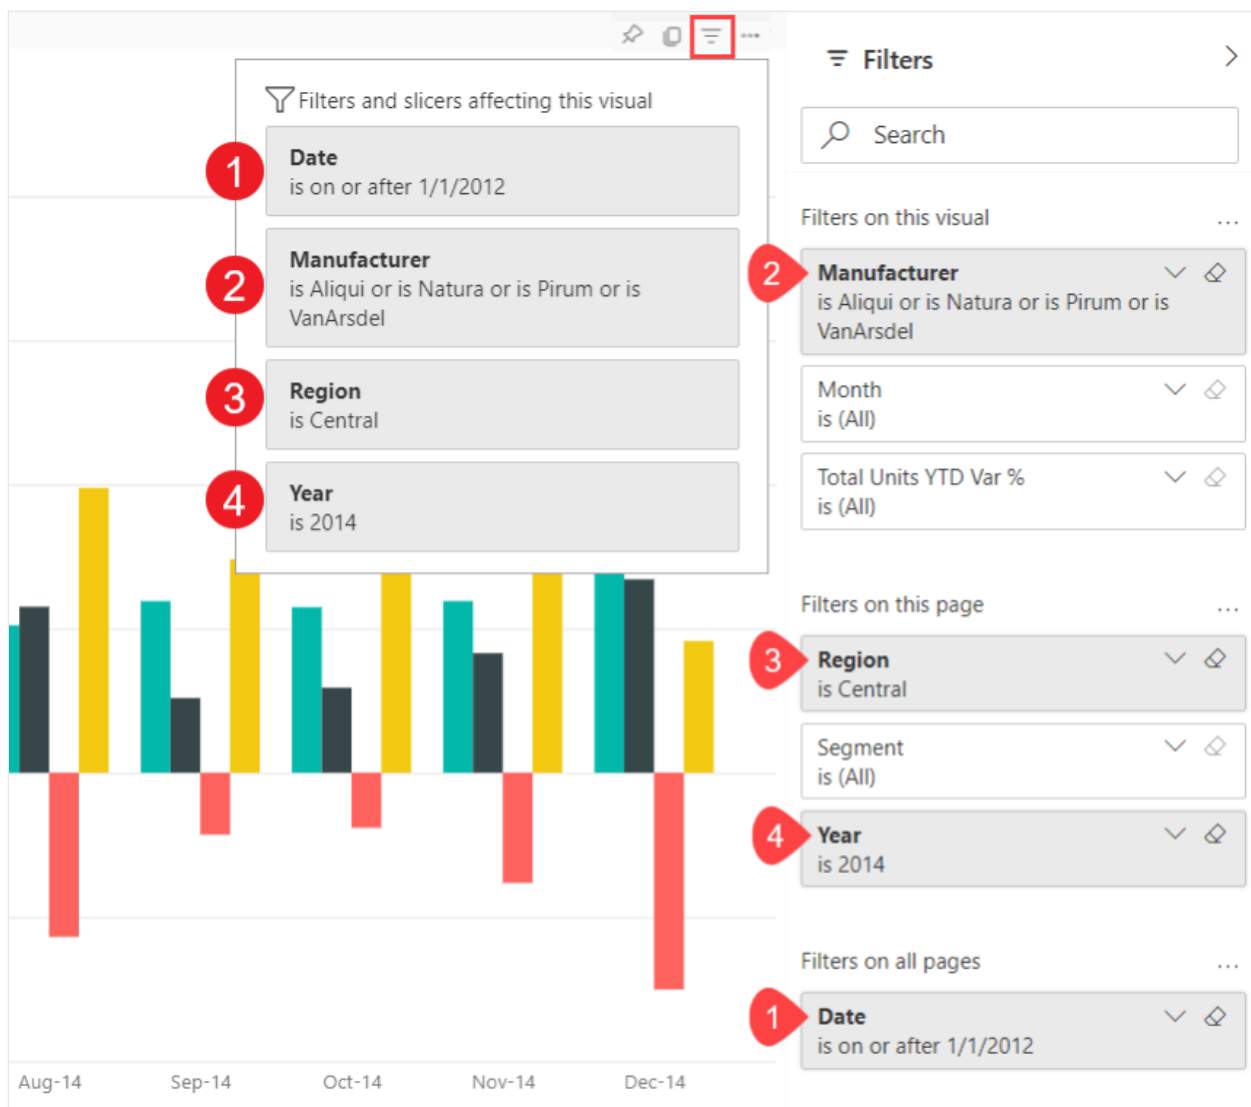 Filters and slicers affecting this visual
1
Date
is on or after 1/1/2012
2
Manufacturer
is Aliqui or is Natura or is Pirum or is
VanArsdel
3
Region
is Central
4
Year
is 2014
Aug-14
Sep-14
Oct-14
Nov-14
Dec-14
Filters
Search
Filters on this visual
...
2
Manufacturer
is Aliqui or is Natura or is Pirum or is
VanArsdel
Month
is (All)
Total Units YTD Var %
is (All)
Filters on this page
...
3
Region
is Central
Segment
is (All)
4
Year
is 2014
Filters on all pages
...
1
Date
is on or after 1/1/2012